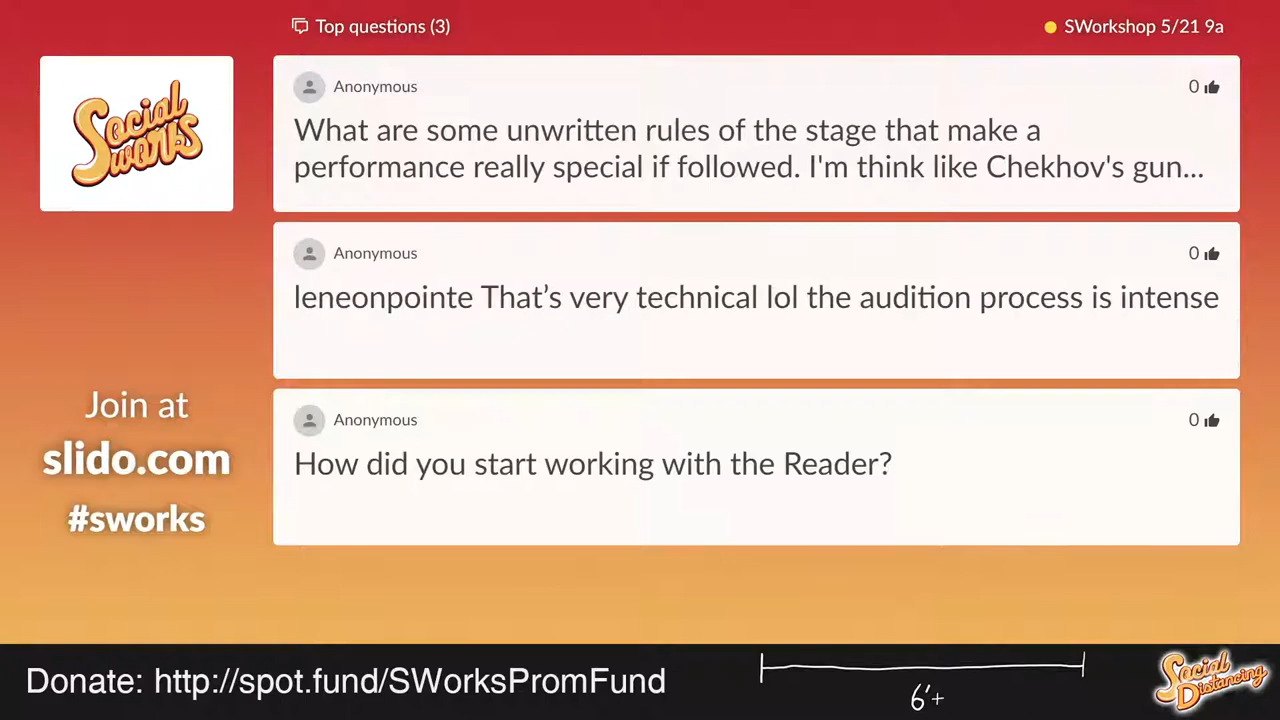 Top questions (3)
SWorkshop 5/21 9a
Social
works
Anonymous
0
What are some unwritten rules of the stage that make a
performance really special if followed. I'm think like Chekhov's gun...
Anonymous
0
leneonpointe That’s very technical lol the audition process is intense
Anonymous
0
How did you start working with the Reader?
Join at
slido.com
#sworks
Donate: http://spot.fund/SWorksPromFund
6'+
Social
Distancing